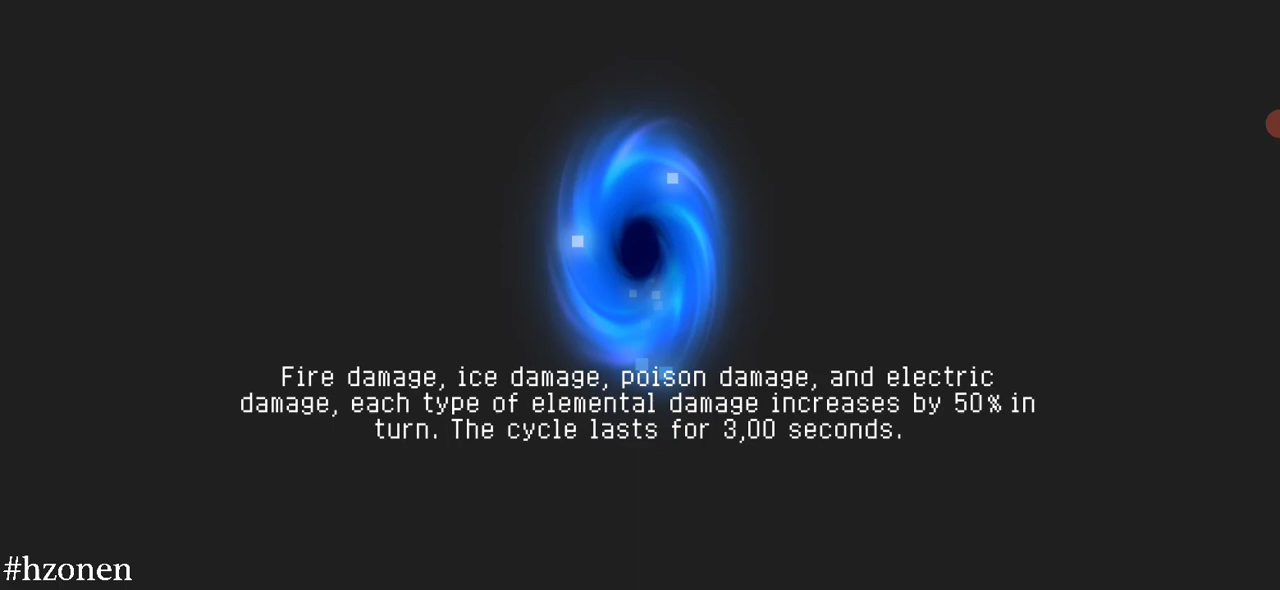 Fire damage, ice damage, poison damage, and electric
damage, each type of elemental damage increases by 50% in
turn. The cycle lasts for 3,00 seconds.
#hzonen